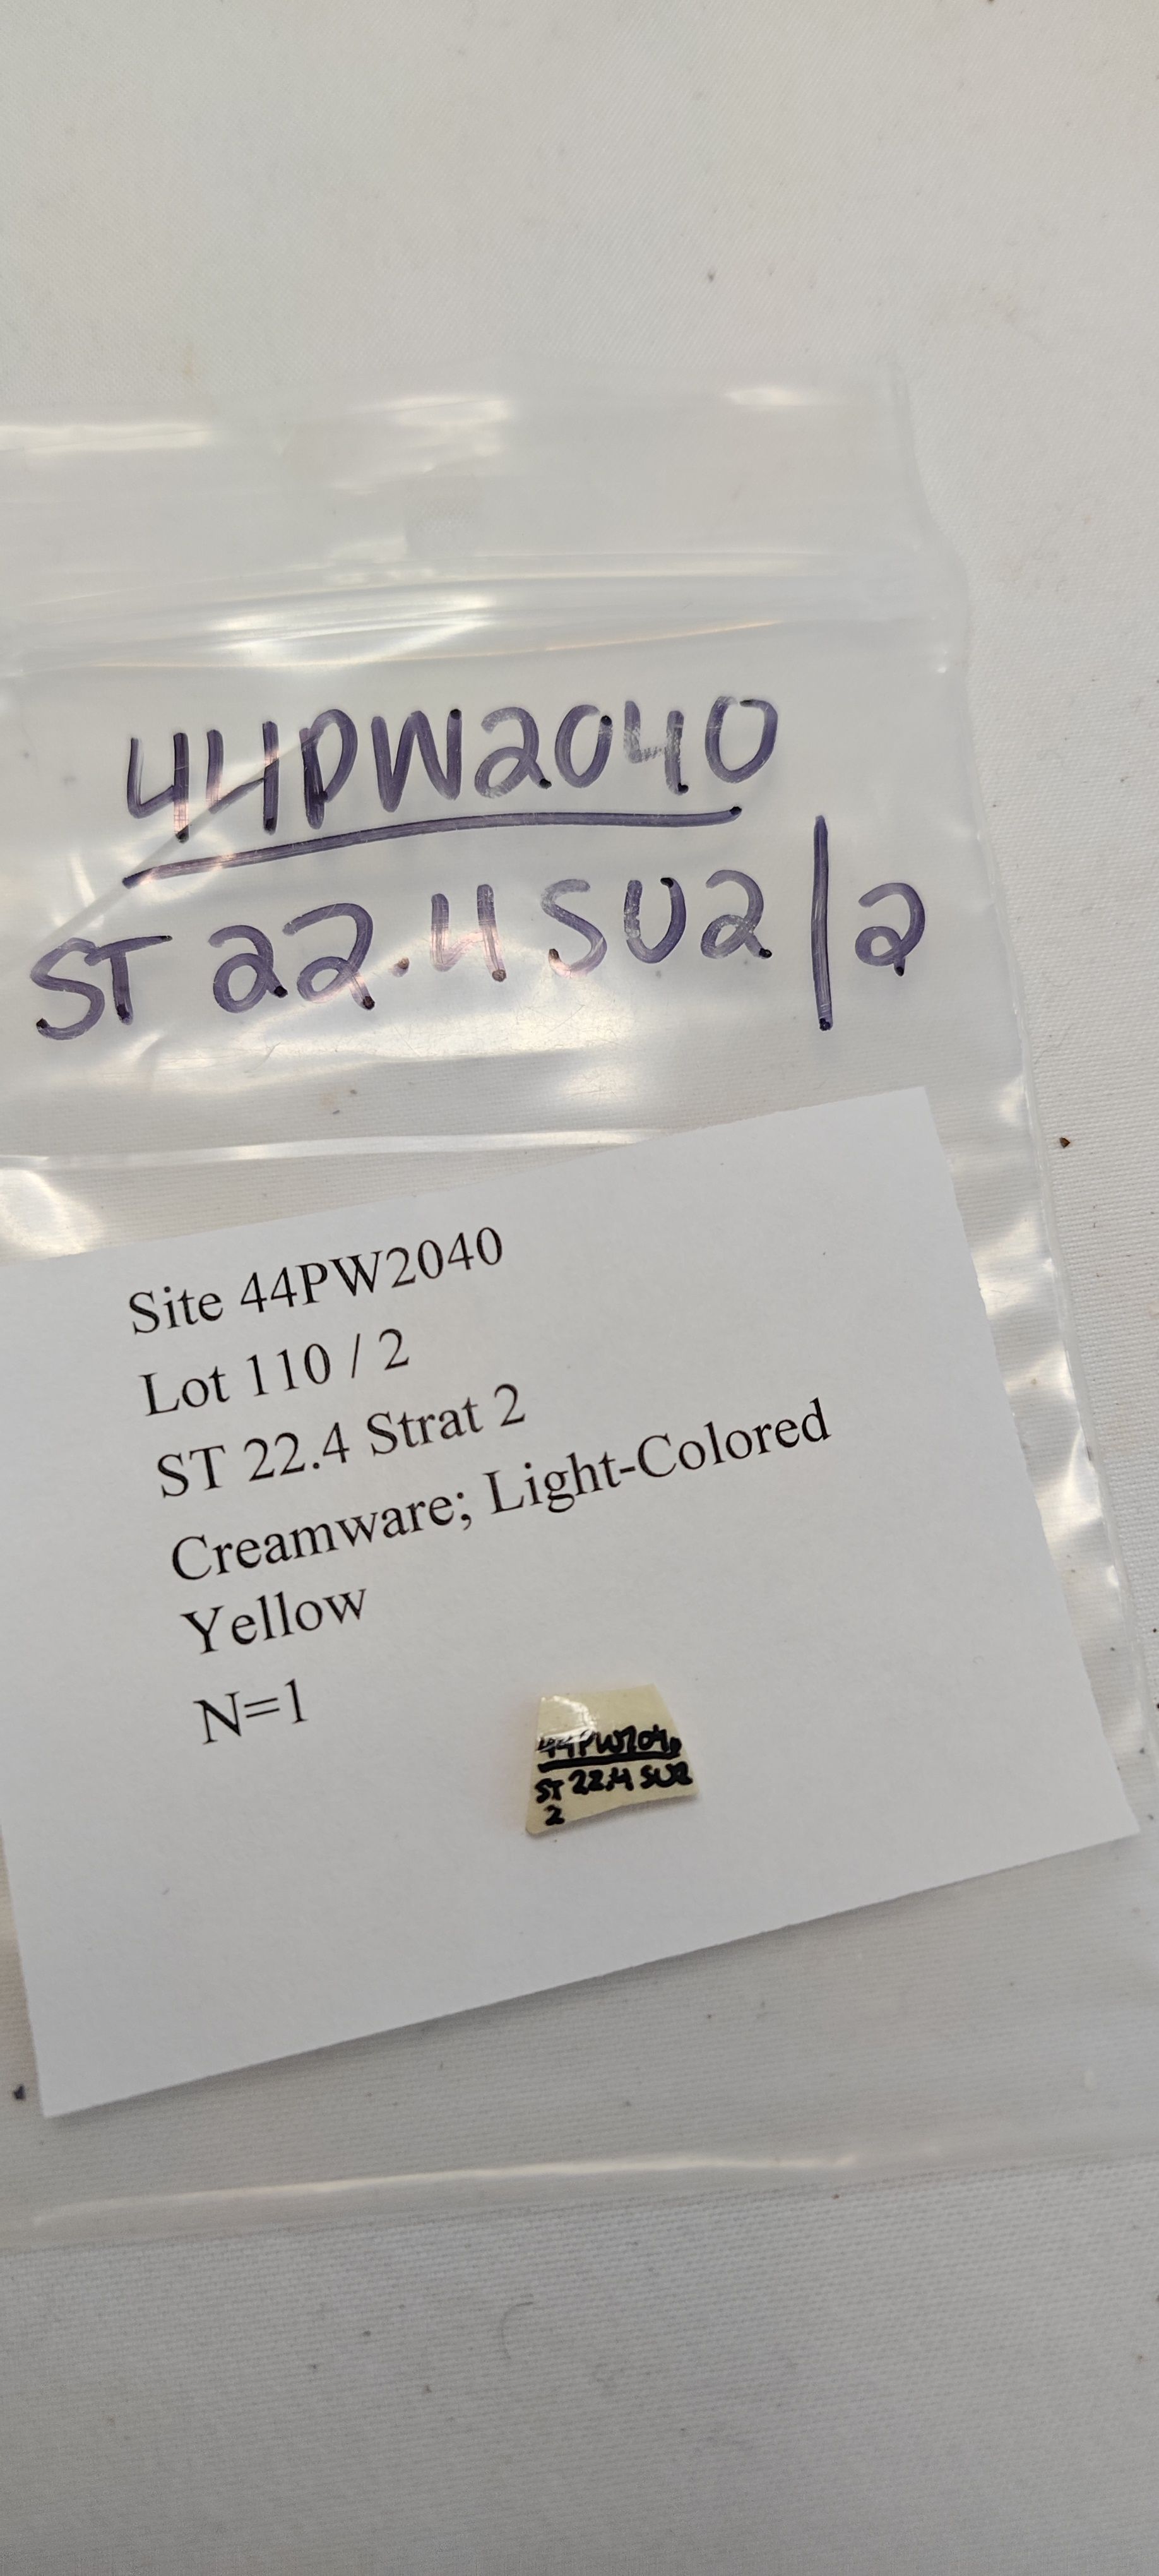 44PW2040
ST 22.4 SU2|2
Site 44PW2040
Lot 110 / 2
ST 22.4 Strat 2
Creamware; Light-Colored
Yellow
N=1
44PW2040
ST 22.4 SU2
2